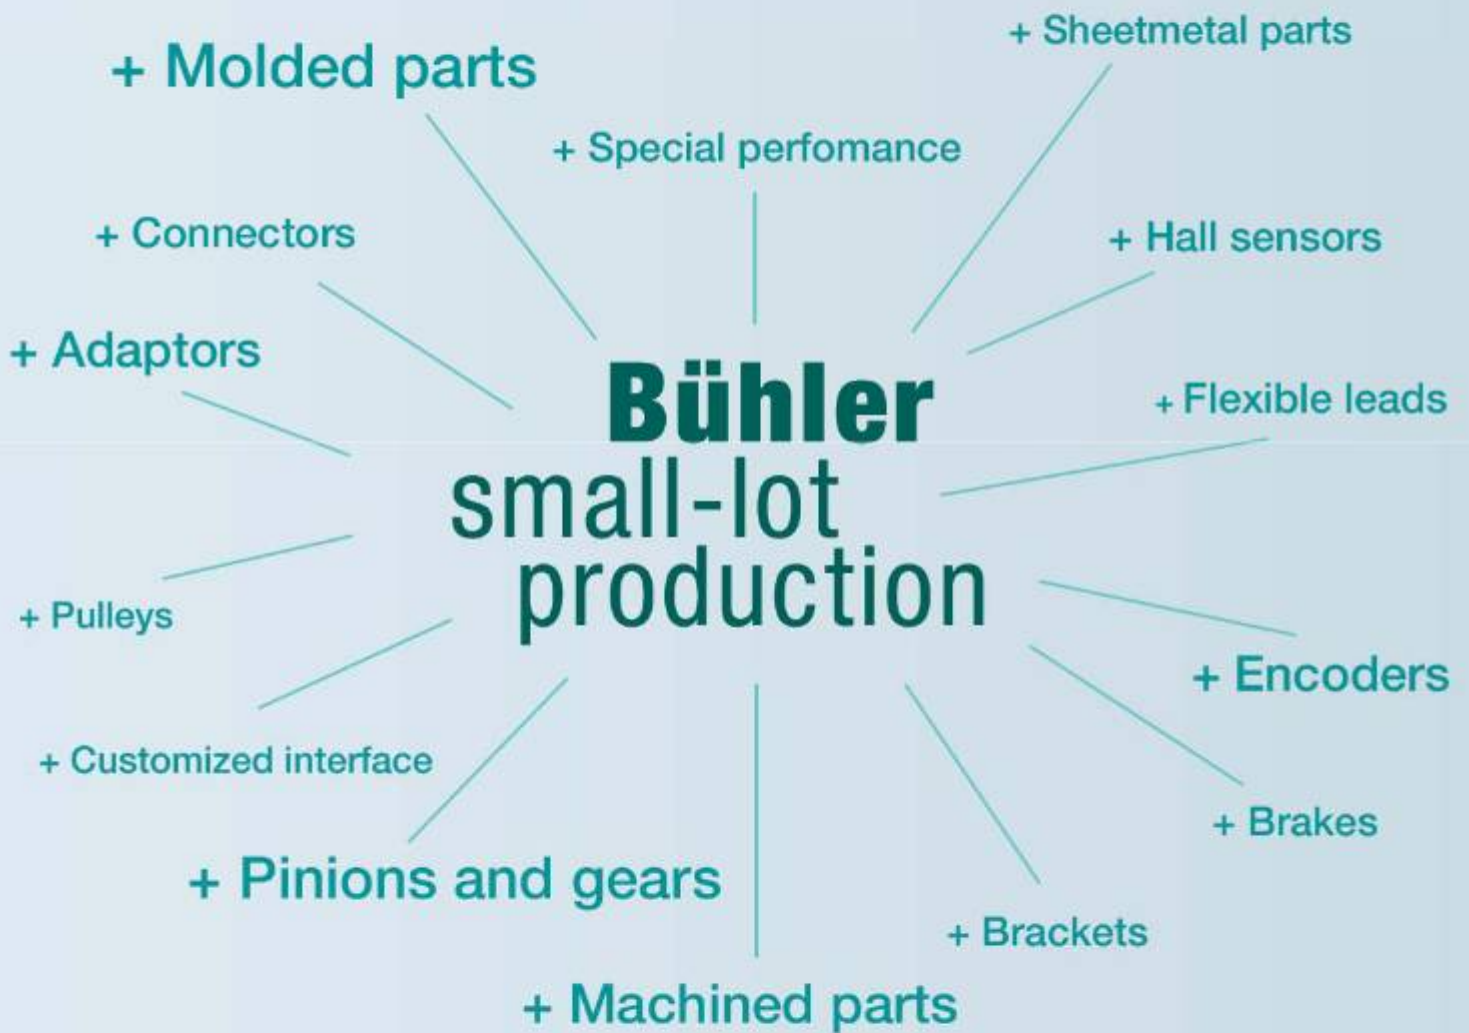 + Sheetmetal parts
+ Molded parts
+ Special perfomance
+ Connectors
+ Hall sensors
+ Adaptors
Bühler
+ Flexible leads
small-lot
production
+ Pulleys
+ Encoders
+ Customized interface
+ Brakes
+ Pinions and gears
+ Brackets
+ Machined parts